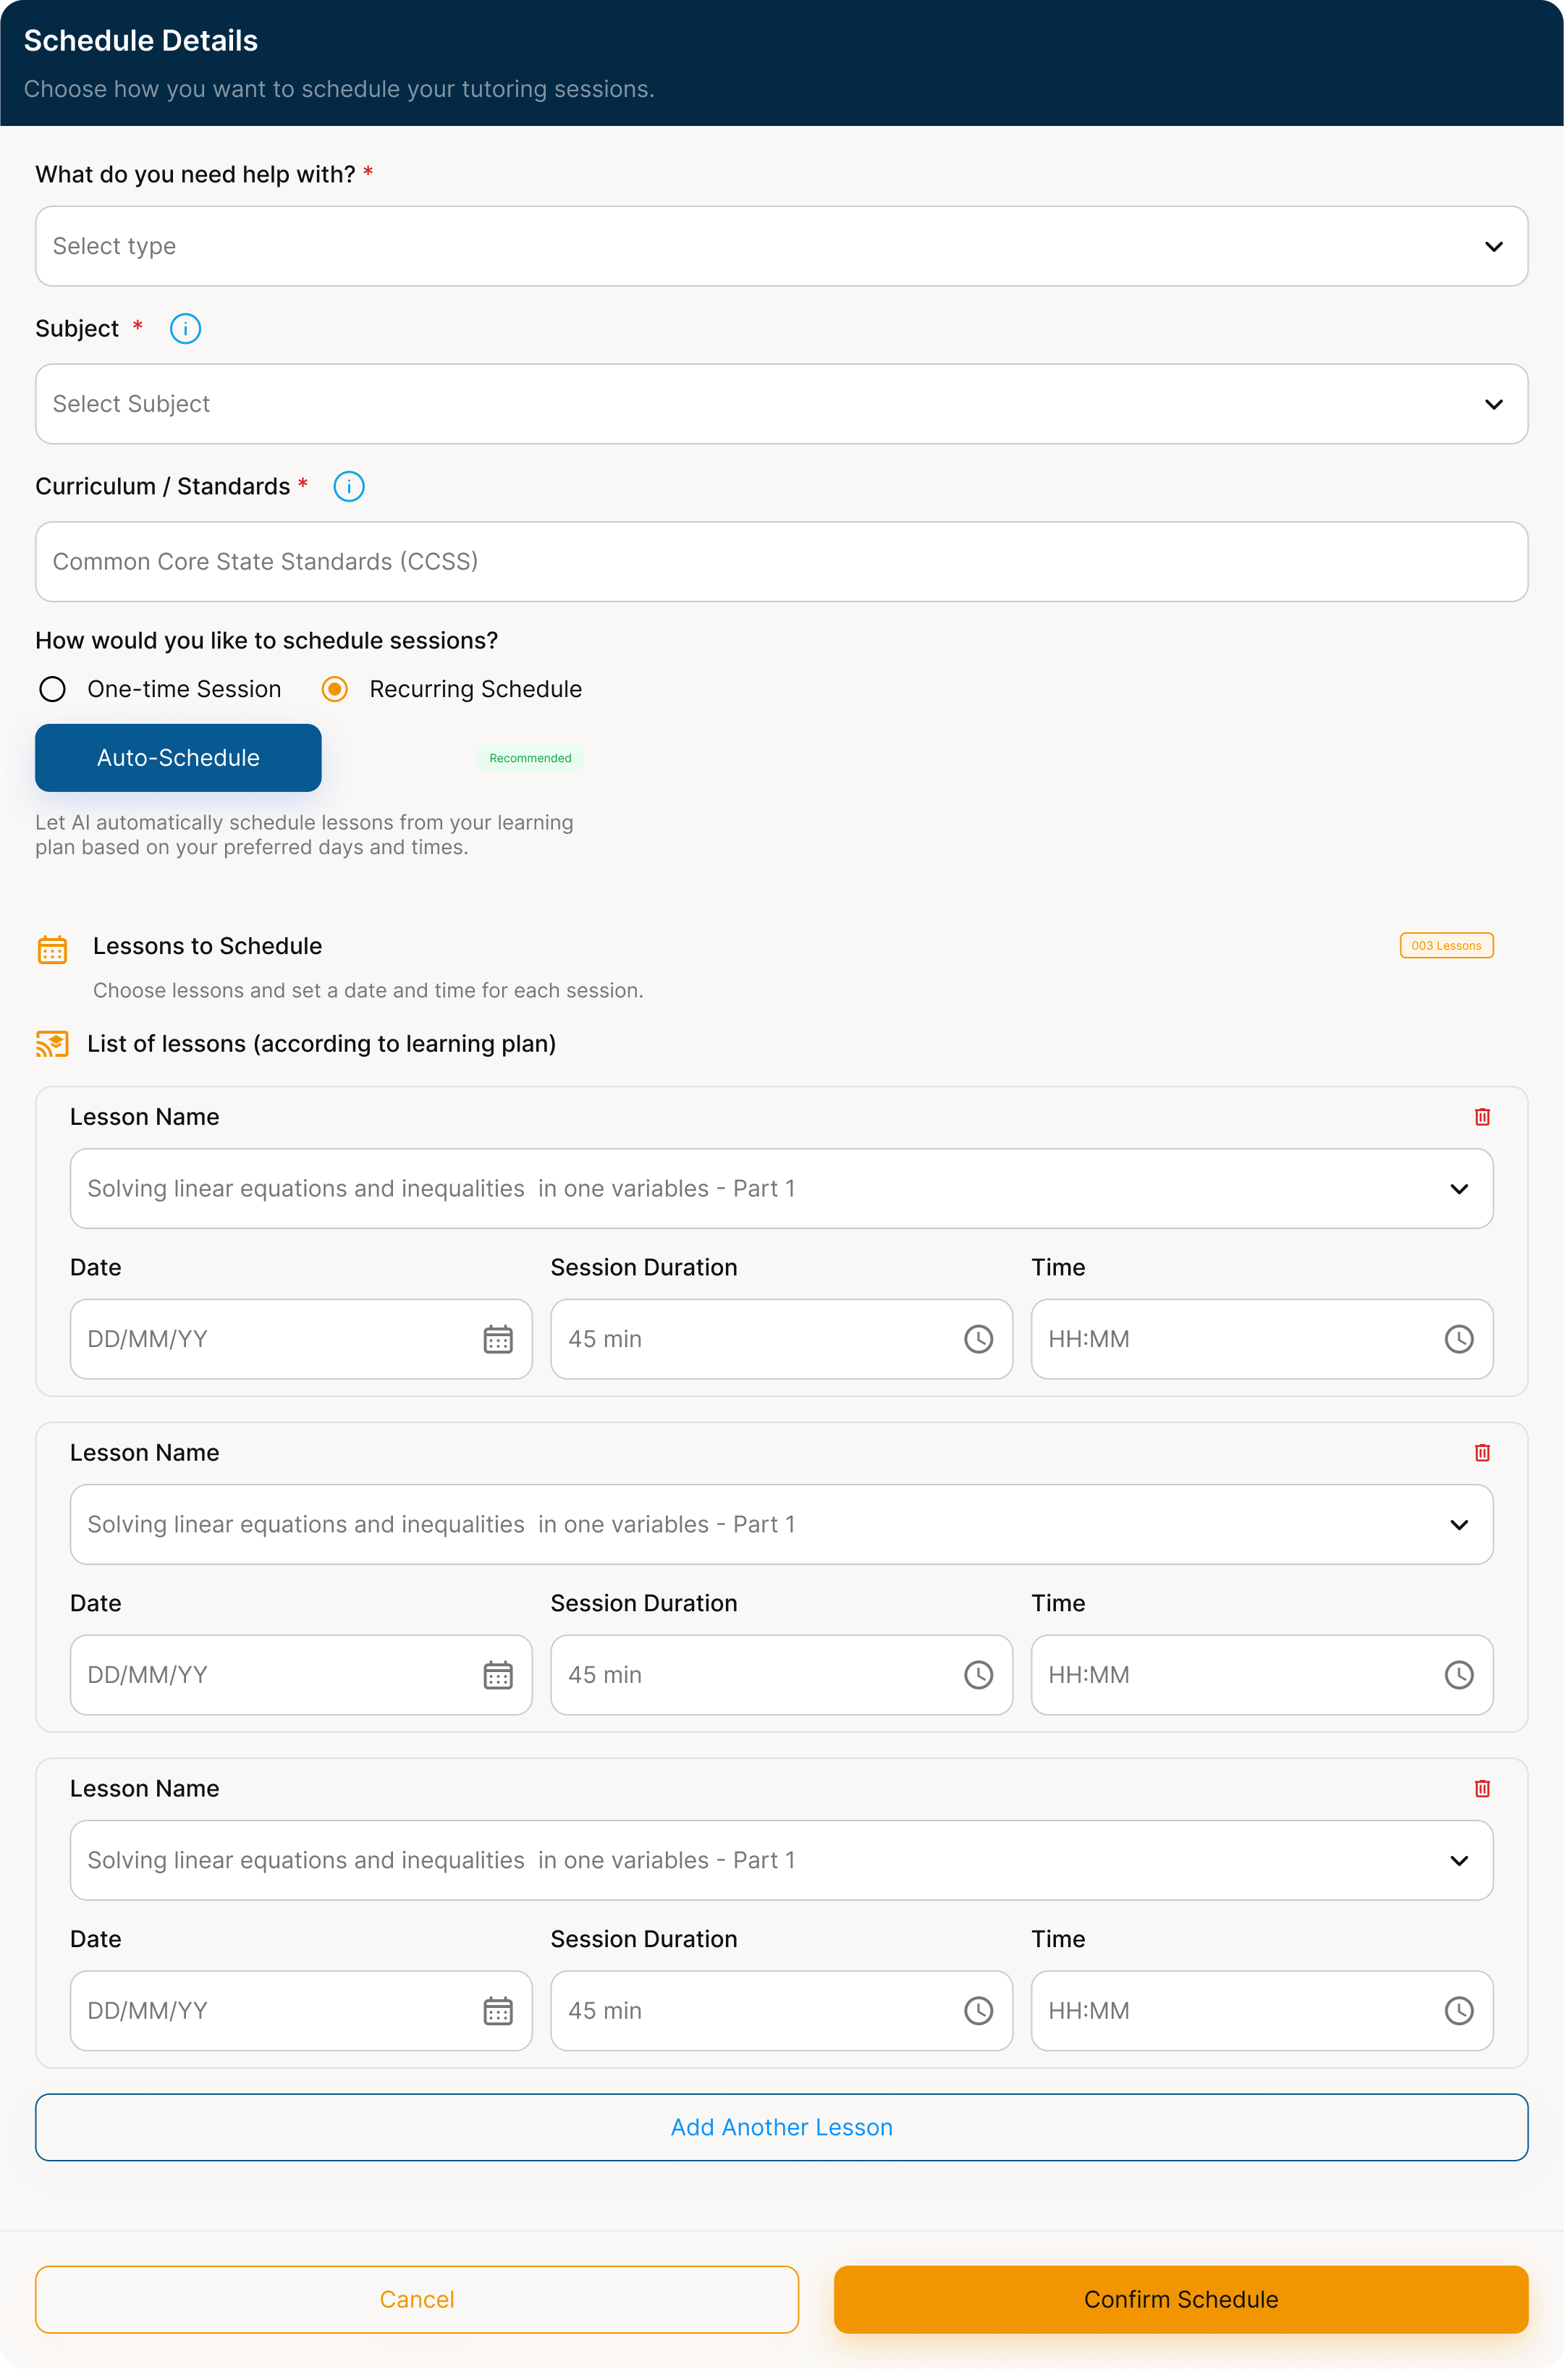 Schedule Details
Choose how you want to schedule your tutoring sessions.
What do you need help with? *
Select type
Subject *
Select Subject
Curriculum / Standards *
Common Core State Standards (CCSS)
How would you like to schedule sessions?
One-time Session Recurring Schedule
Auto-Schedule Recommended
Let AI automatically schedule lessons from your learning
plan based on your preferred days and times.
Lessons to Schedule 003 Lessons
Choose lessons and set a date and time for each session.
List of lessons (according to learning plan)
Lesson Name
Solving linear equations and inequalities  in one variables - Part 1
Date Session Duration Time
DD/MM/YY 45 min HH:MM
Lesson Name
Solving linear equations and inequalities  in one variables - Part 1
Date Session Duration Time
DD/MM/YY 45 min HH:MM
Lesson Name
Solving linear equations and inequalities  in one variables - Part 1
Date Session Duration Time
DD/MM/YY 45 min HH:MM
Add Another Lesson
Cancel Confirm Schedule